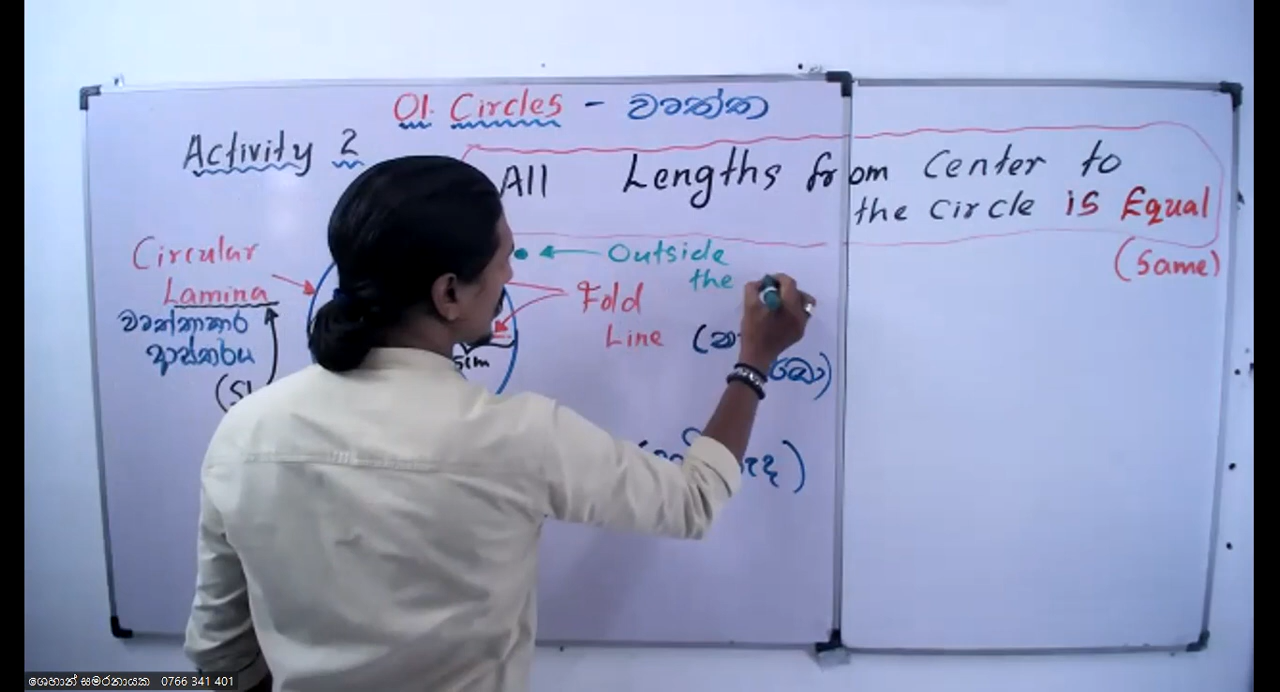 01. Circles - වෘත්ත
Activity 2
All Lengths from Center to
the circle is Equal
(Same)
Circular
Lamina
වෘත්තාකාර
ආස්තරය
Outside
the
Fold
Line
5cm
ශෙහාන් සමරනායක 0766 341 401